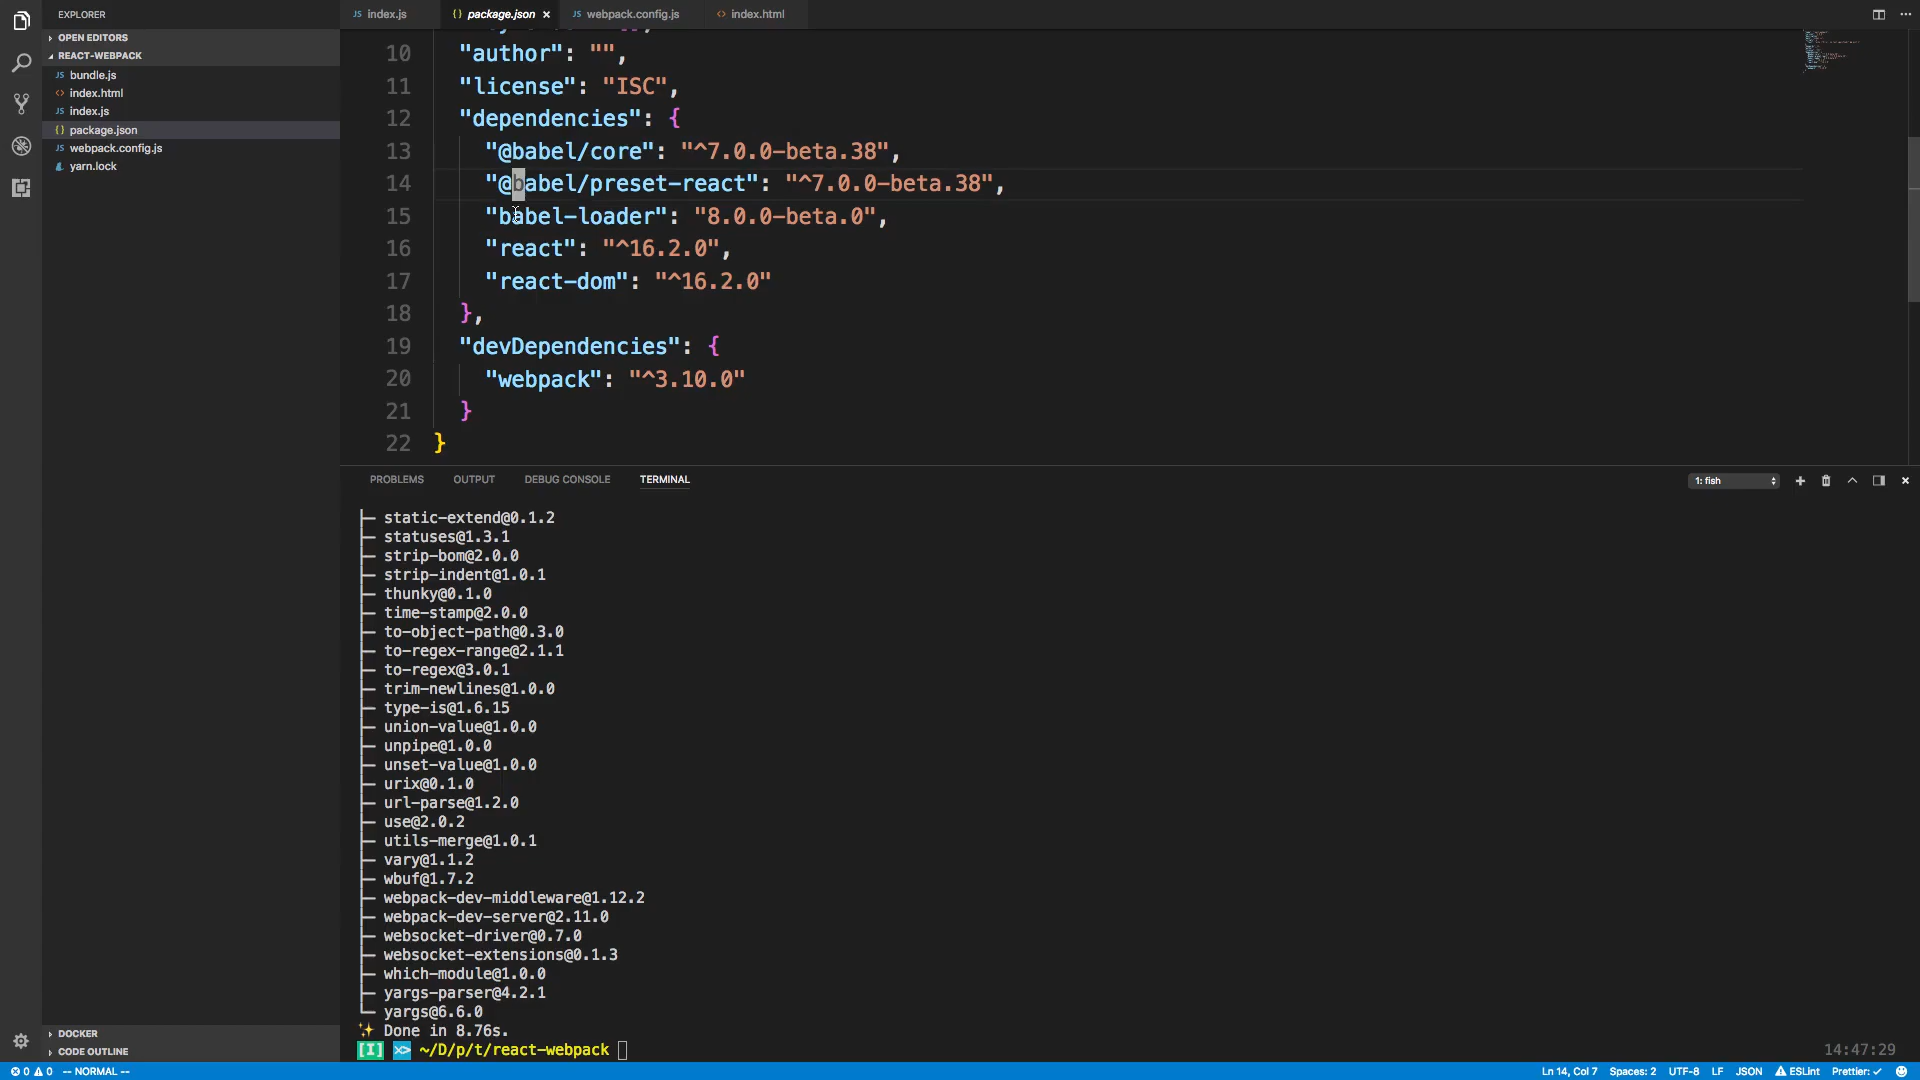 EXPLORER
OPEN EDITORS
REACT-WEBPACK
JS bundle.js
<> index.html
JS index.js
{} package.json
JS webpack.config.js
yarn.lock
DOCKER
CODE OUTLINE
JS index.js
{} package.json ×
JS webpack.config.js
<> index.html
10 "author": "",
11 "license": "ISC",
12 "dependencies": {
13 "@babel/core": "^7.0.0-beta.38",
14 "@babel/preset-react": "^7.0.0-beta.38",
15 "babel-loader": "8.0.0-beta.0",
16 "react": "^16.2.0",
17 "react-dom": "^16.2.0"
18 },
19 "devDependencies": {
20 "webpack": "^3.10.0"
21 }
22 }
PROBLEMS OUTPUT DEBUG CONSOLE TERMINAL
1: fish
├─ static-extend@0.1.2
├─ statuses@1.3.1
├─ strip-bom@2.0.0
├─ strip-indent@1.0.1
├─ thunky@0.1.0
├─ time-stamp@2.0.0
├─ to-object-path@0.3.0
├─ to-regex-range@2.1.1
├─ to-regex@3.0.1
├─ trim-newlines@1.0.0
├─ type-is@1.6.15
├─ union-value@1.0.0
├─ unpipe@1.0.0
├─ unset-value@1.0.0
├─ urix@0.1.0
├─ url-parse@1.2.0
├─ use@2.0.2
├─ utils-merge@1.0.1
├─ vary@1.1.2
├─ wbuf@1.7.2
├─ webpack-dev-middleware@1.12.2
├─ webpack-dev-server@2.11.0
├─ websocket-driver@0.7.0
├─ websocket-extensions@0.1.3
├─ which-module@1.0.0
├─ yargs-parser@4.2.1
└─ yargs@6.6.0
✨ Done in 8.76s.
[I] >> ~/D/p/t/react-webpack
14:47:29
0 0 -- NORMAL --
Ln 14, Col 7 Spaces: 2 UTF-8 LF JSON ESLint Prettier: ✓